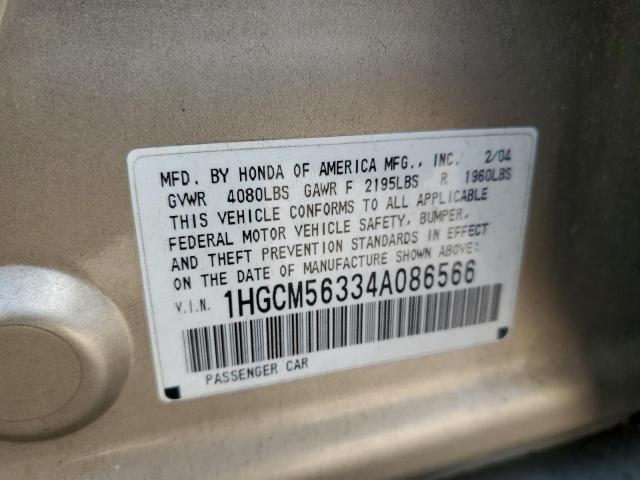 MFD. BY HONDA OF AMERICA MFG., INC. 2/04
GVWR 4080LBS GAWR F 2195LBS R 1960LBS
THIS VEHICLE CONFORMS TO ALL APPLICABLE
FEDERAL MOTOR VEHICLE SAFETY, BUMPER,
AND THEFT PREVENTION STANDARDS IN EFFECT
ON THE DATE OF MANUFACTURE SHOWN ABOVE:
V.I.N. 1HGCM56334A086566
PASSENGER CAR